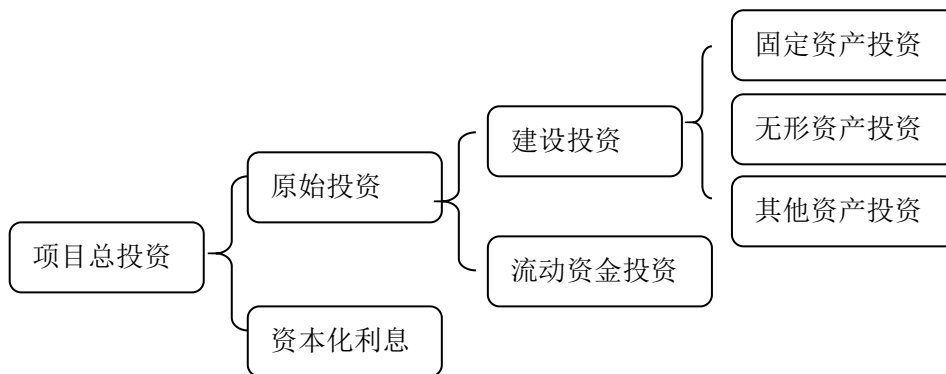 项目总投资
原始投资
资本化利息
建设投资
流动资金投资
固定资产投资
无形资产投资
其他资产投资